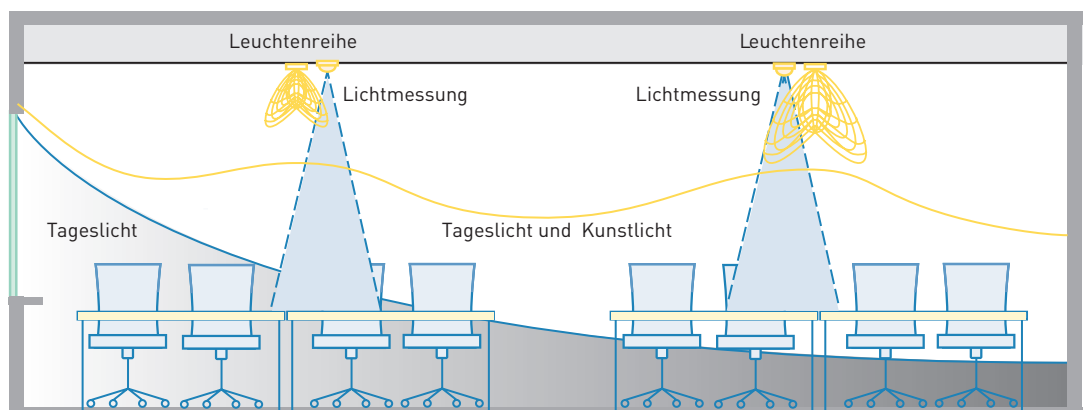 Leuchtenreihe
Leuchtenreihe
Lichtmessung
Lichtmessung
Tageslicht
Tageslicht und Kunstlicht